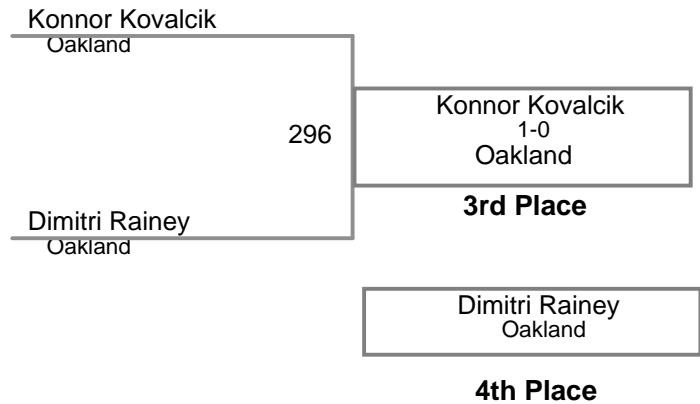 Konnor Kovalcik
Oakland
296
Konnor Kovalcik
1-0
Oakland
3rd Place
Dimitri Rainey
Oakland
Dimitri Rainey
Oakland
4th Place